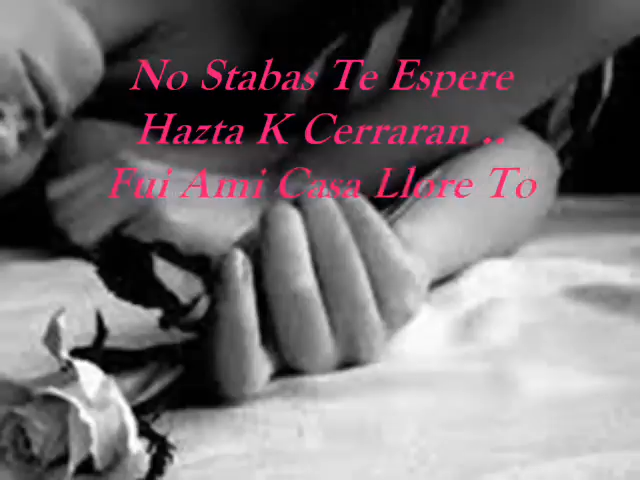 No Stabas Te Espere
Hazta K Cerraran ..
Fui Ami Casa Llore To